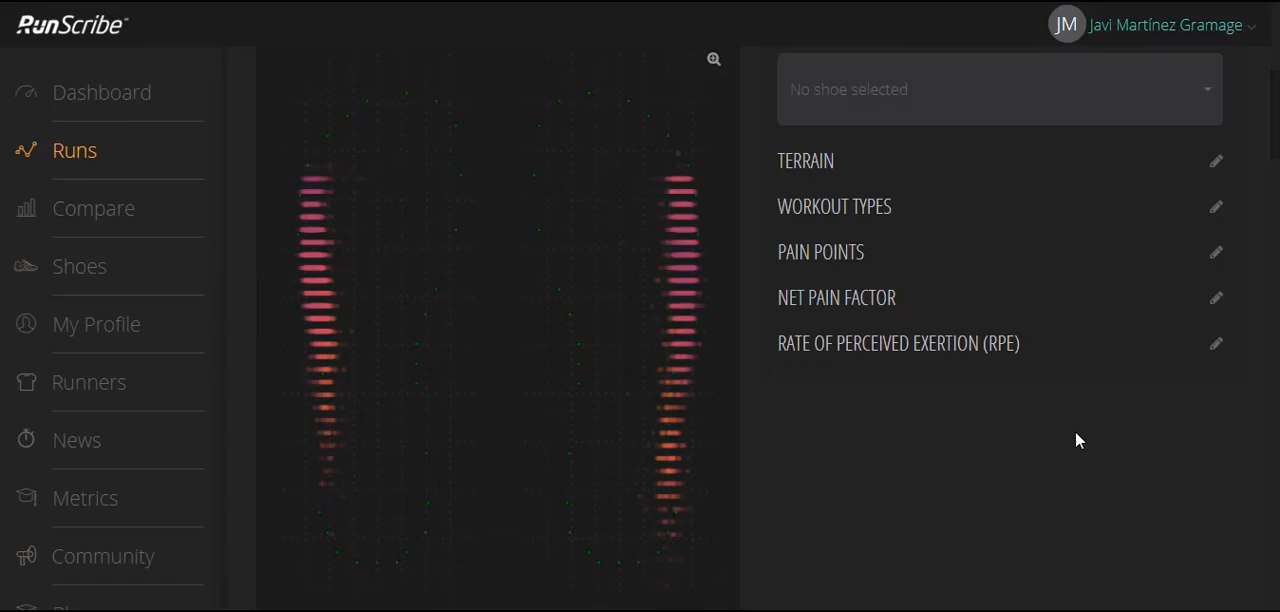 RunScribe™
JM
Javi Martínez Gramage
Dashboard
Runs
Compare
Shoes
My Profile
Runners
News
Metrics
Community
No shoe selected
TERRAIN
WORKOUT TYPES
PAIN POINTS
NET PAIN FACTOR
RATE OF PERCEIVED EXERTION (RPE)